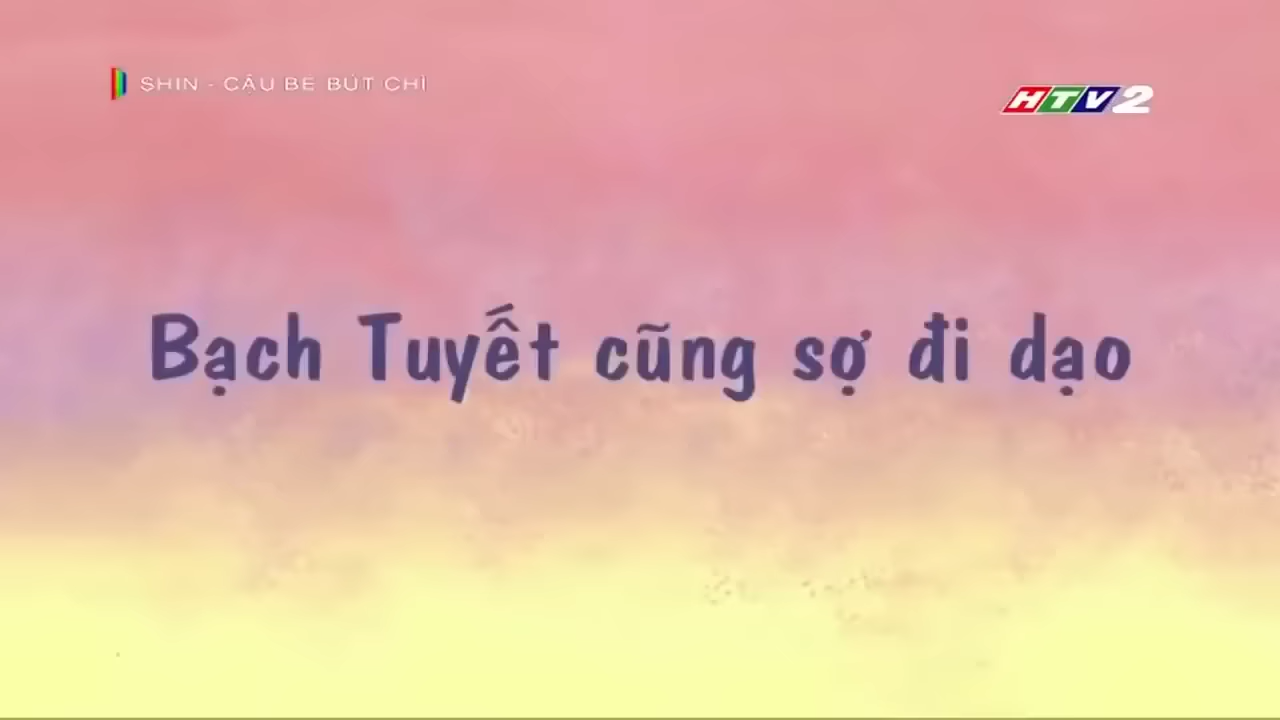 SHIN - CẬU BÉ BÚT CHÌ
HTV2
Bạch Tuyết cũng sợ đi dạo